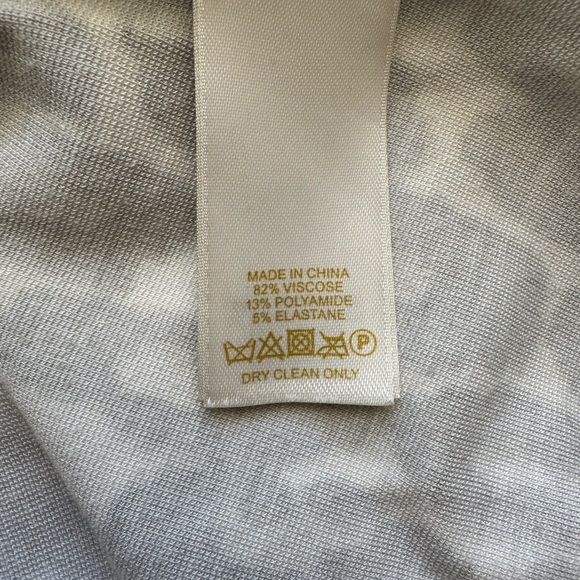 MADE IN CHINA
82% VISCOSE
13% POLYAMIDE
5% ELASTANE
P
DRY CLEAN ONLY